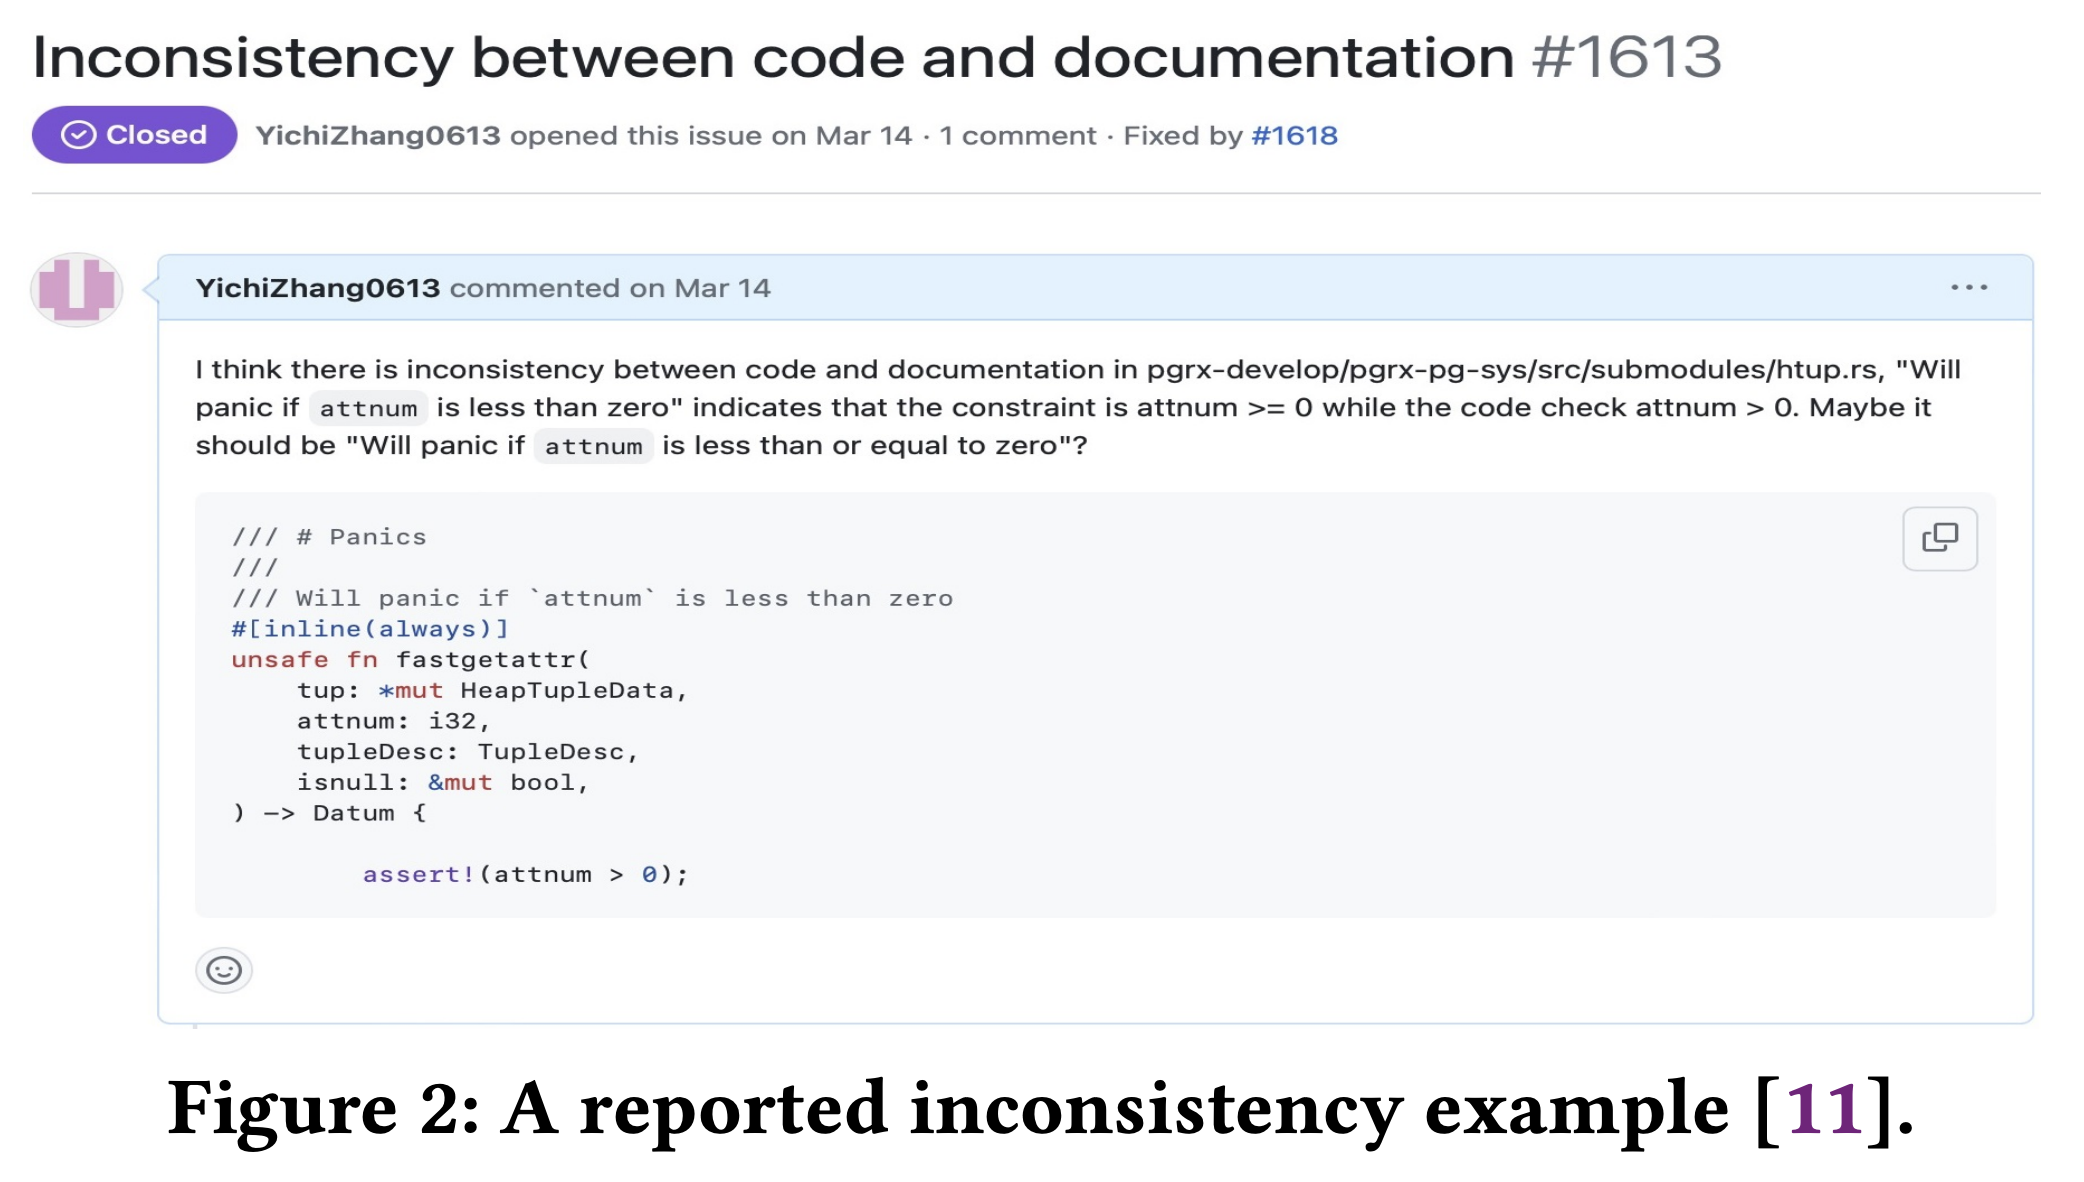 Inconsistency between code and documentation #1613
Closed YichiZhang0613 opened this issue on Mar 14 · 1 comment · Fixed by #1618
YichiZhang0613 commented on Mar 14
I think there is inconsistency between code and documentation in pgrx-develop/pgrx-pg-sys/src/submodules/htup.rs, "Will
panic if attnum is less than zero" indicates that the constraint is attnum >= 0 while the code check attnum > 0. Maybe it
should be "Will panic if attnum is less than or equal to zero"?
/// # Panics
///
/// Will panic if `attnum` is less than zero
#[inline(always)]
unsafe fn fastgetattr(
    tup: *mut HeapTupleData,
    attnum: i32,
    tupleDesc: TupleDesc,
    isnull: &mut bool,
) -> Datum {
        assert!(attnum > 0);
Figure 2: A reported inconsistency example [11].